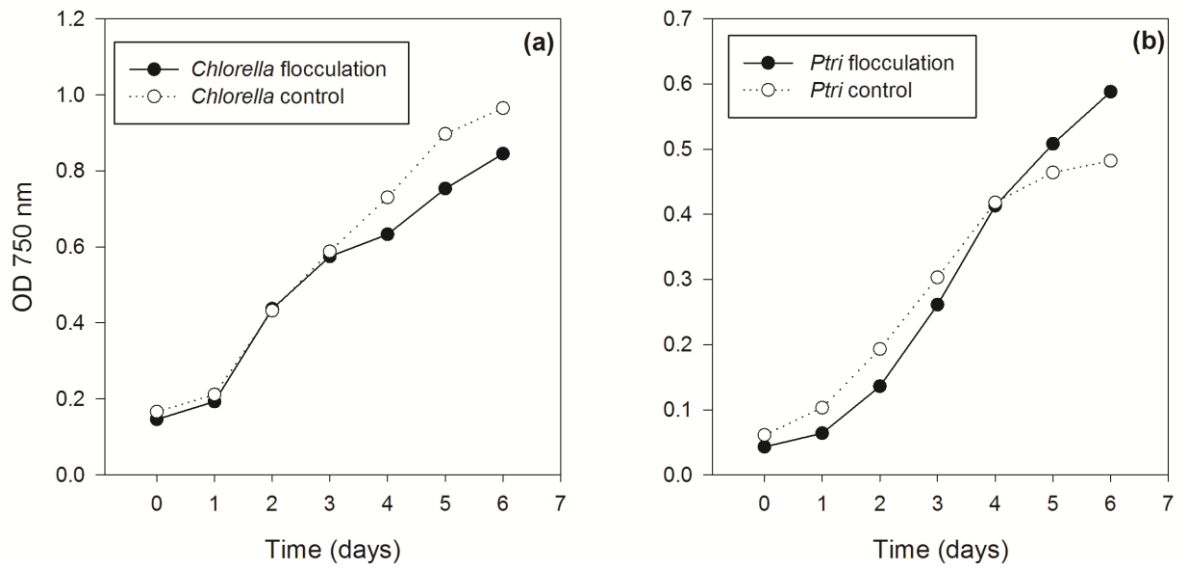 (a)
Chlorella flocculation
Chlorella control
OD 750 nm
1.2
1.0
0.8
0.6
0.4
0.2
0.0
0 1 2 3 4 5 6 7
Time (days)
(b)
Ptri flocculation
Ptri control
0.7
0.6
0.5
0.4
0.3
0.2
0.1
0.0
0 1 2 3 4 5 6 7
Time (days)